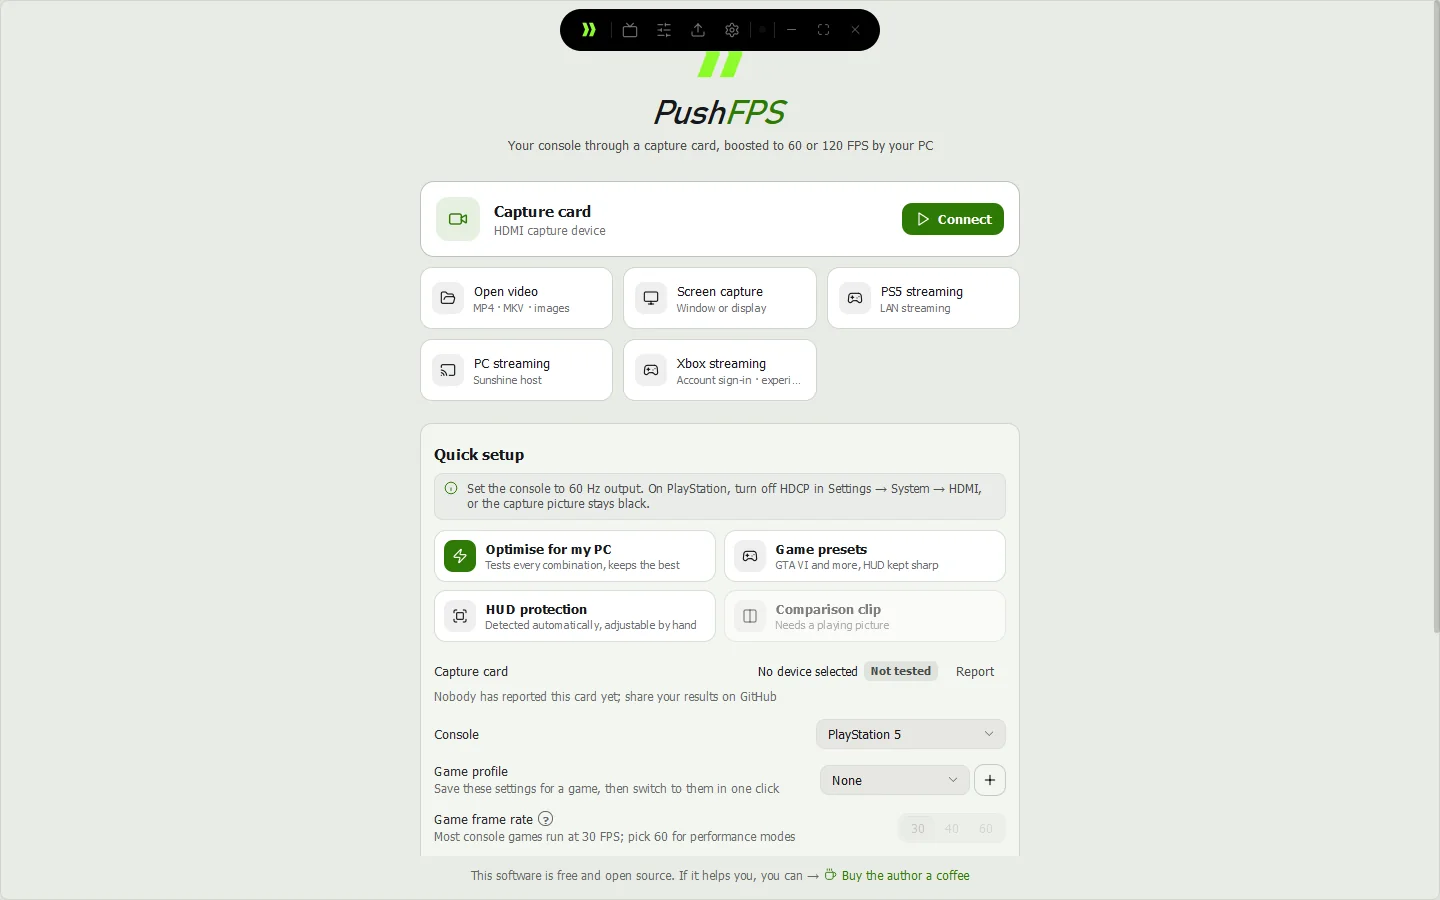 PushFPS
Your console through a capture card, boosted to 60 or 120 FPS by your PC
Capture card
HDMI capture device
Connect
Open video
MP4 · MKV · images
Screen capture
Window or display
PS5 streaming
LAN streaming
PC streaming
Sunshine host
Xbox streaming
Account sign-in · experi...
Quick setup
Set the console to 60 Hz output. On PlayStation, turn off HDCP in Settings → System → HDMI,
or the capture picture stays black.
Optimise for my PC
Tests every combination, keeps the best
Game presets
GTA VI and more, HUD kept sharp
HUD protection
Detected automatically, adjustable by hand
Comparison clip
Needs a playing picture
Capture card
No device selected
Not tested
Report
Nobody has reported this card yet; share your results on GitHub
Console
PlayStation 5
Game profile
Save these settings for a game, then switch to them in one click
None
Game frame rate ?
Most console games run at 30 FPS; pick 60 for performance modes
30 40 60
This software is free and open source. If it helps you, you can → Buy the author a coffee